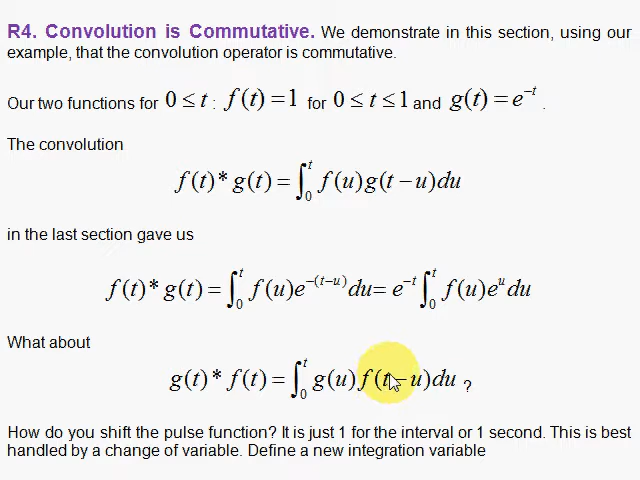 R4. Convolution is Commutative. We demonstrate in this section, using our
example, that the convolution operator is commutative.
Our two functions for 0 ≤ t : f(t) = 1 for 0 ≤ t ≤ 1 and g(t) = e^{-t} .
The convolution
f(t) * g(t) = ∫_0^t f(u)g(t − u)du
in the last section gave us
f(t) * g(t) = ∫_0^t f(u)e^{-(t-u)}du = e^{-t} ∫_0^t f(u)e^u du
What about
g(t) * f(t) = ∫_0^t g(u)f(t − u)du ?
How do you shift the pulse function? It is just 1 for the interval or 1 second. This is best
handled by a change of variable. Define a new integration variable